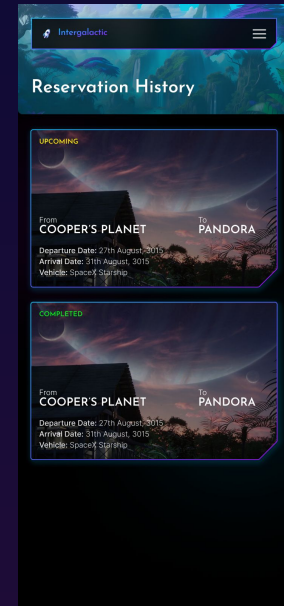 Intergalactic
Reservation History
UPCOMING
From To
COOPER'S PLANET PANDORA
Departure Date: 27th August, 3015
Arrival Date: 31th August, 3015
Vehicle: SpaceX Starship
COMPLETED
From To
COOPER'S PLANET PANDORA
Departure Date: 27th August, 3015
Arrival Date: 31th August, 3015
Vehicle: SpaceX Starship